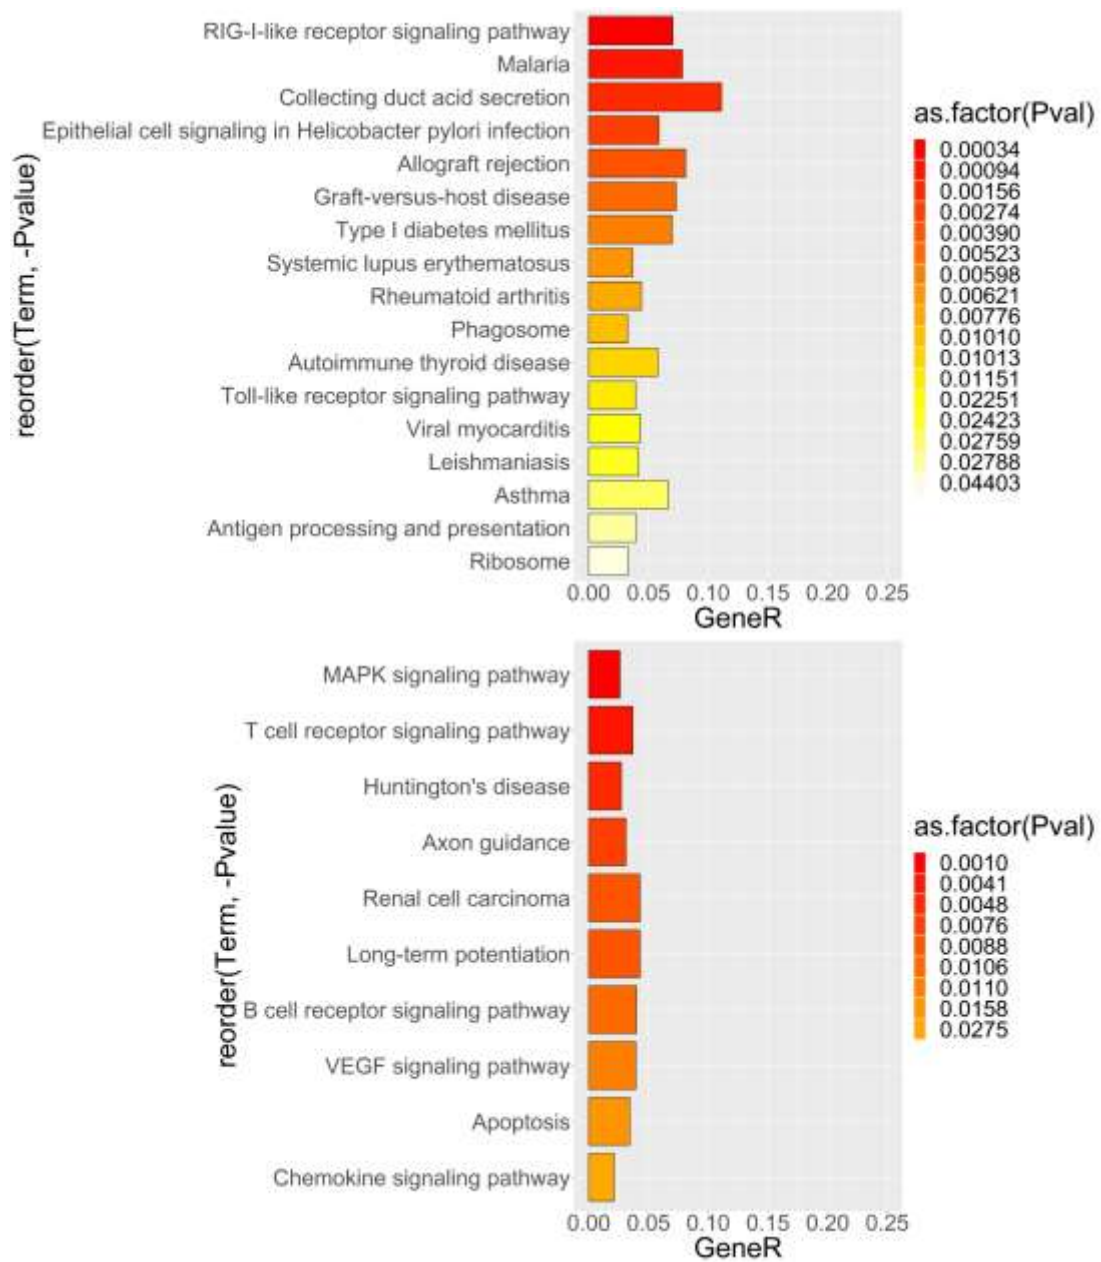 reorder(Term, -Pvalue)
RIG-I-like receptor signaling pathway
Malaria
Collecting duct acid secretion
Epithelial cell signaling in Helicobacter pylori infection
Allograft rejection
Graft-versus-host disease
Type I diabetes mellitus
Systemic lupus erythematosus
Rheumatoid arthritis
Phagosome
Autoimmune thyroid disease
Toll-like receptor signaling pathway
Viral myocarditis
Leishmaniasis
Asthma
Antigen processing and presentation
Ribosome
0.00 0.05 0.10 0.15 0.20 0.25
GeneR
as.factor(Pval)
0.00034
0.00094
0.00156
0.00274
0.00390
0.00523
0.00598
0.00621
0.00776
0.01010
0.01013
0.01151
0.02251
0.02423
0.02759
0.02788
0.04403
reorder(Term, -Pvalue)
MAPK signaling pathway
T cell receptor signaling pathway
Huntington's disease
Axon guidance
Renal cell carcinoma
Long-term potentiation
B cell receptor signaling pathway
VEGF signaling pathway
Apoptosis
Chemokine signaling pathway
0.00 0.05 0.10 0.15 0.20 0.25
GeneR
as.factor(Pval)
0.0010
0.0041
0.0048
0.0076
0.0088
0.0106
0.0110
0.0158
0.0275